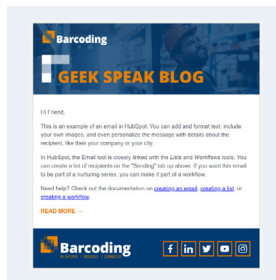 Barcoding
GEEK SPEAK BLOG
Hi Friend,
This is an example of an email in HubSpot. You can add and format text, include
your own images, and even personalize the message with details about the
recipient, like their your company or your city.
In HubSpot, the Email tool is closely linked with the Lists and Workflows tools. You
can create a list of recipients on the "Sending" tab up above. If you want this email
to be part of a nurturing series, you can make it part of a workflow.
Need help? Check out the documentation on creating an email, creating a list, or
creating a workflow.
READ MORE →
Barcoding